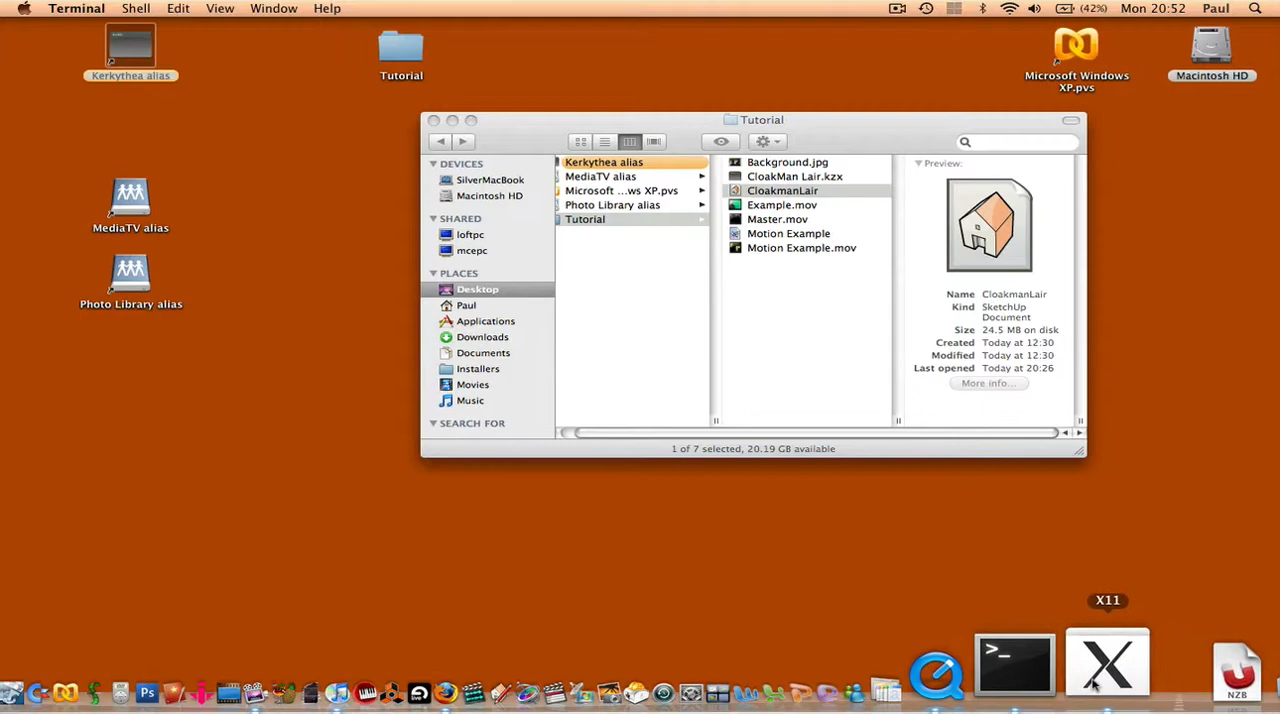 Terminal Shell Edit View Window Help (42%) Mon 20:52 Paul
Kerkythea alias
Tutorial
Microsoft Windows
XP.pvs
Macintosh HD
MediaTV alias
Photo Library alias
Tutorial
DEVICES
SilverMacBook
Macintosh HD
SHARED
loftpc
mcepc
PLACES
Desktop
Paul
Applications
Downloads
Documents
Installers
Movies
Music
SEARCH FOR
Kerkythea alias
MediaTV alias
Microsoft ...ws XP.pvs
Photo Library alias
Tutorial
Background.jpg
CloakMan Lair.kzx
CloakmanLair
Example.mov
Master.mov
Motion Example
Motion Example.mov
Preview:
Name CloakmanLair
Kind SketchUp
Document
Size 24.5 MB on disk
Created Today at 12:30
Modified Today at 12:30
Last opened Today at 20:26
More info...
1 of 7 selected, 20.19 GB available
X11
>_
X
Ps
live
W
NZB